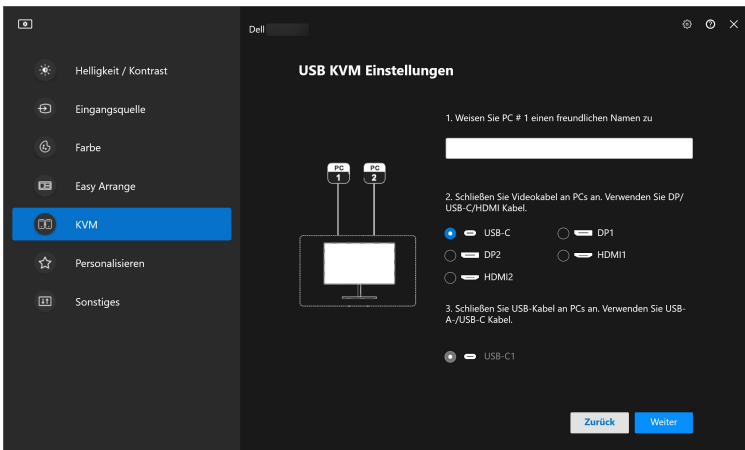 Dell
USB KVM Einstellungen
Helligkeit / Kontrast
Eingangsquelle
Farbe
Easy Arrange
KVM
Personalisieren
Sonstiges
PC
1
PC
2
1. Weisen Sie PC # 1 einen freundlichen Namen zu
2. Schließen Sie Videokabel an PCs an. Verwenden Sie DP/
USB-C/HDMI Kabel.
USB-C
DP1
DP2
HDMI1
HDMI2
3. Schließen Sie USB-Kabel an PCs an. Verwenden Sie USB-
A-/USB-C Kabel.
USB-C1
Zurück
Weiter